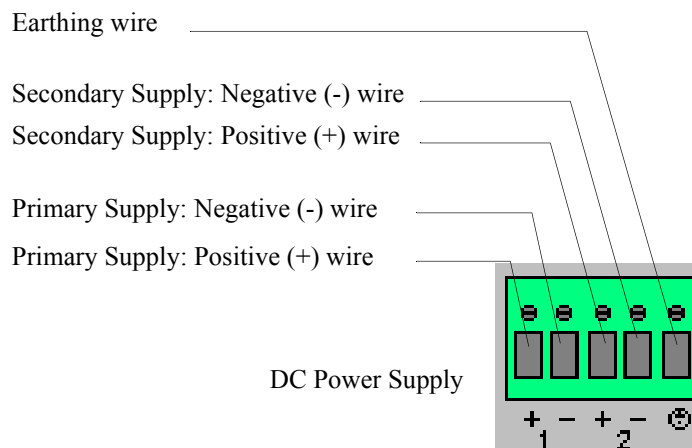 Earthing wire
Secondary Supply: Negative (-) wire
Secondary Supply: Positive (+) wire
Primary Supply: Negative (-) wire
Primary Supply: Positive (+) wire
DC Power Supply
+ − + −
1 2